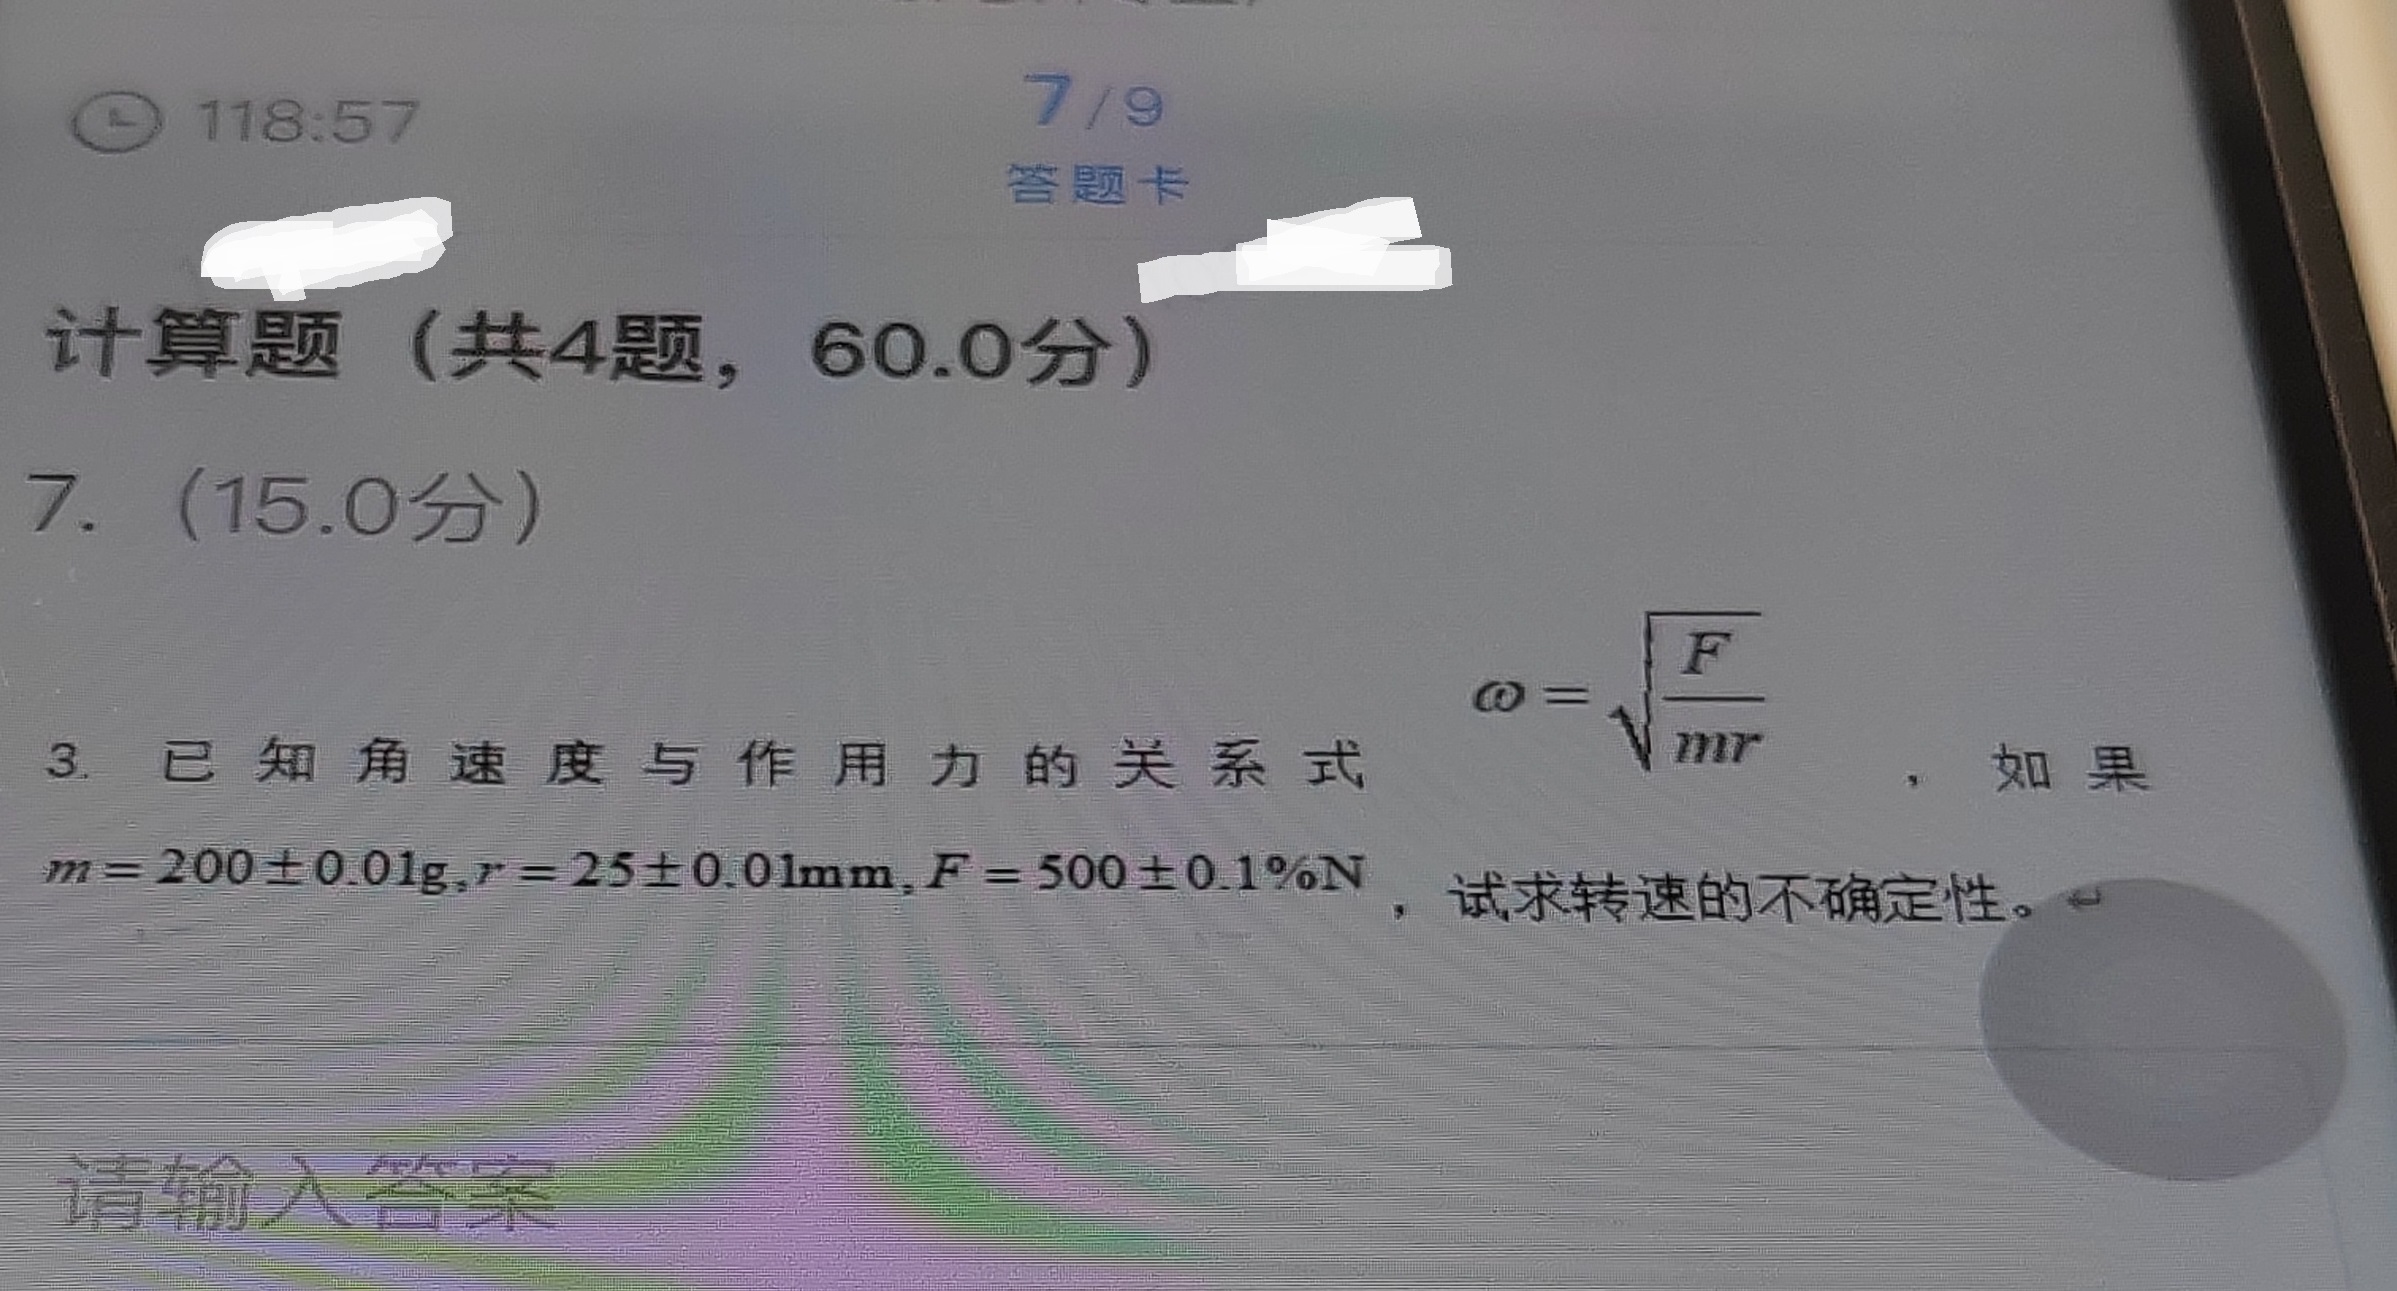 118:57
7/9
答题卡
计算题（共4题，60.0分）
7.（15.0分）
3. 已知角速度与作用力的关系式 ω=√(F/mr) ，如果
m=200±0.01g,r=25±0.01mm,F=500±0.1%N ，试求转速的不确定性。↵
请输入答案